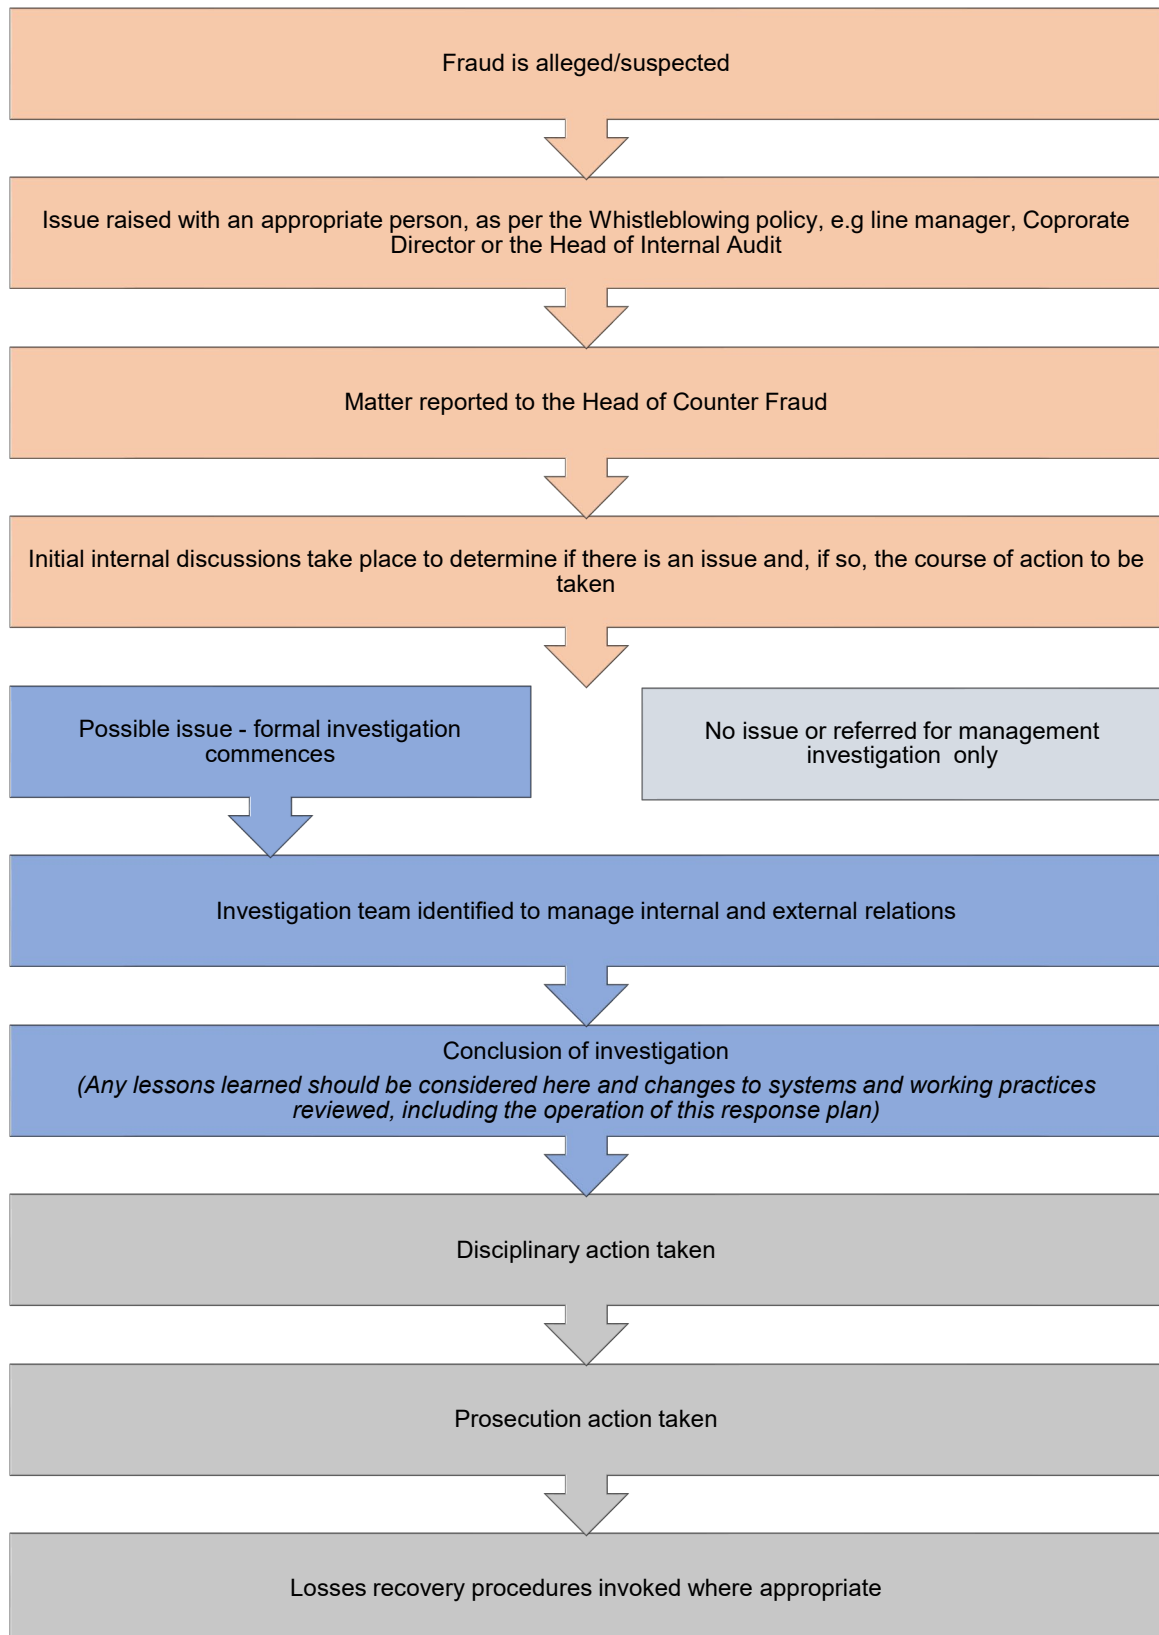 Fraud is alleged/suspected
Issue raised with an appropriate person, as per the Whistleblowing policy, e.g line manager, Coprorate
Director or the Head of Internal Audit
Matter reported to the Head of Counter Fraud
Initial internal discussions take place to determine if there is an issue and, if so, the course of action to be
taken
Possible issue - formal investigation
commences
No issue or referred for management
investigation  only
Investigation team identified to manage internal and external relations
Conclusion of investigation
(Any lessons learned should be considered here and changes to systems and working practices
reviewed, including the operation of this response plan)
Disciplinary action taken
Prosecution action taken
Losses recovery procedures invoked where appropriate